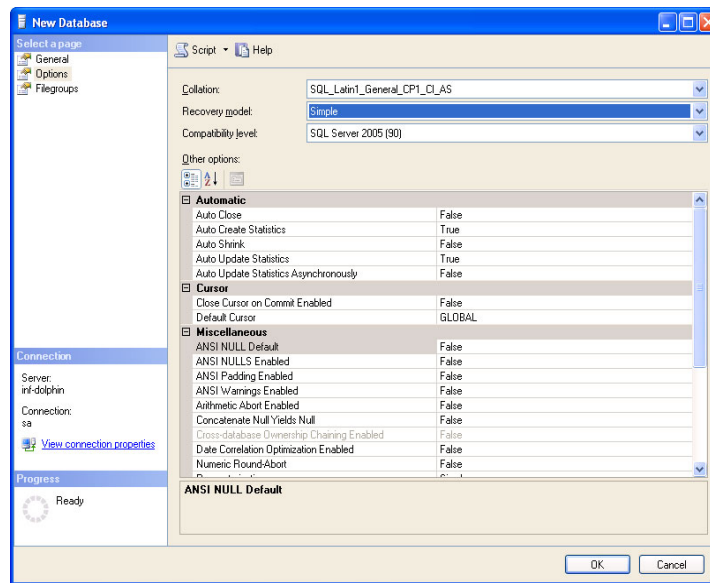 New Database
Select a page
General
Options
Filegroups
Script
Help
Collation:
SQL_Latin1_General_CP1_CI_AS
Recovery model:
Simple
Compatibility level:
SQL Server 2005 (90)
Other options:
Automatic
Auto Close False
Auto Create Statistics True
Auto Shrink False
Auto Update Statistics True
Auto Update Statistics Asynchronously False
Cursor
Close Cursor on Commit Enabled False
Default Cursor GLOBAL
Miscellaneous
ANSI NULL Default False
ANSI NULLS Enabled False
ANSI Padding Enabled False
ANSI Warnings Enabled False
Arithmetic Abort Enabled False
Concatenate Null Yields Null False
Cross-database Ownership Chaining Enabled False
Date Correlation Optimization Enabled False
Numeric Round-Abort False
ANSI NULL Default
Connection
Server:
inf-dolphin
Connection:
sa
View connection properties
Progress
Ready
OK
Cancel